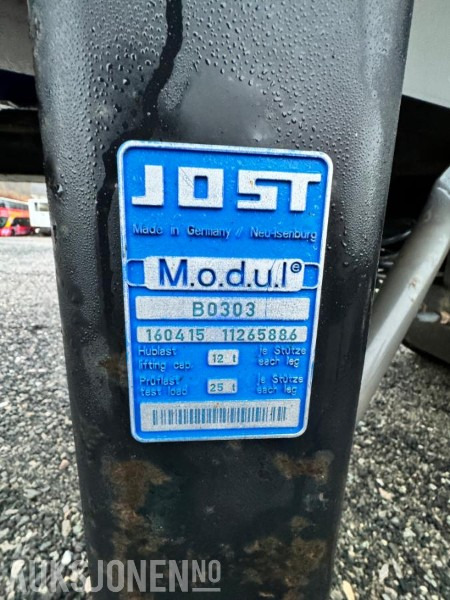 JOST
Made in Germany // Neu-Isenburg
M.o.d.u.l®
B0303
160415 11265886
Hublast lifting cap. 12 t je Stütze each leg
Prüflast test load 25 t je Stütze each leg
AUKSJONEN.NO